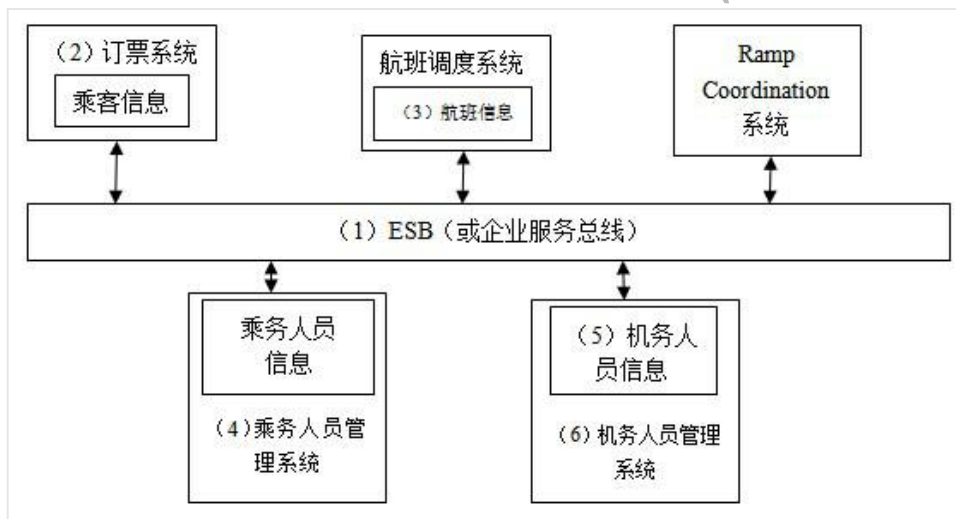 （2）订票系统
乘客信息
航班调度系统
（3）航班信息
Ramp
Coordination
系统
（1）ESB（或企业服务总线）
乘务人员
信息
（4）乘务人员管
理系统
（5）机务人
员信息
（6）机务人员管理
系统